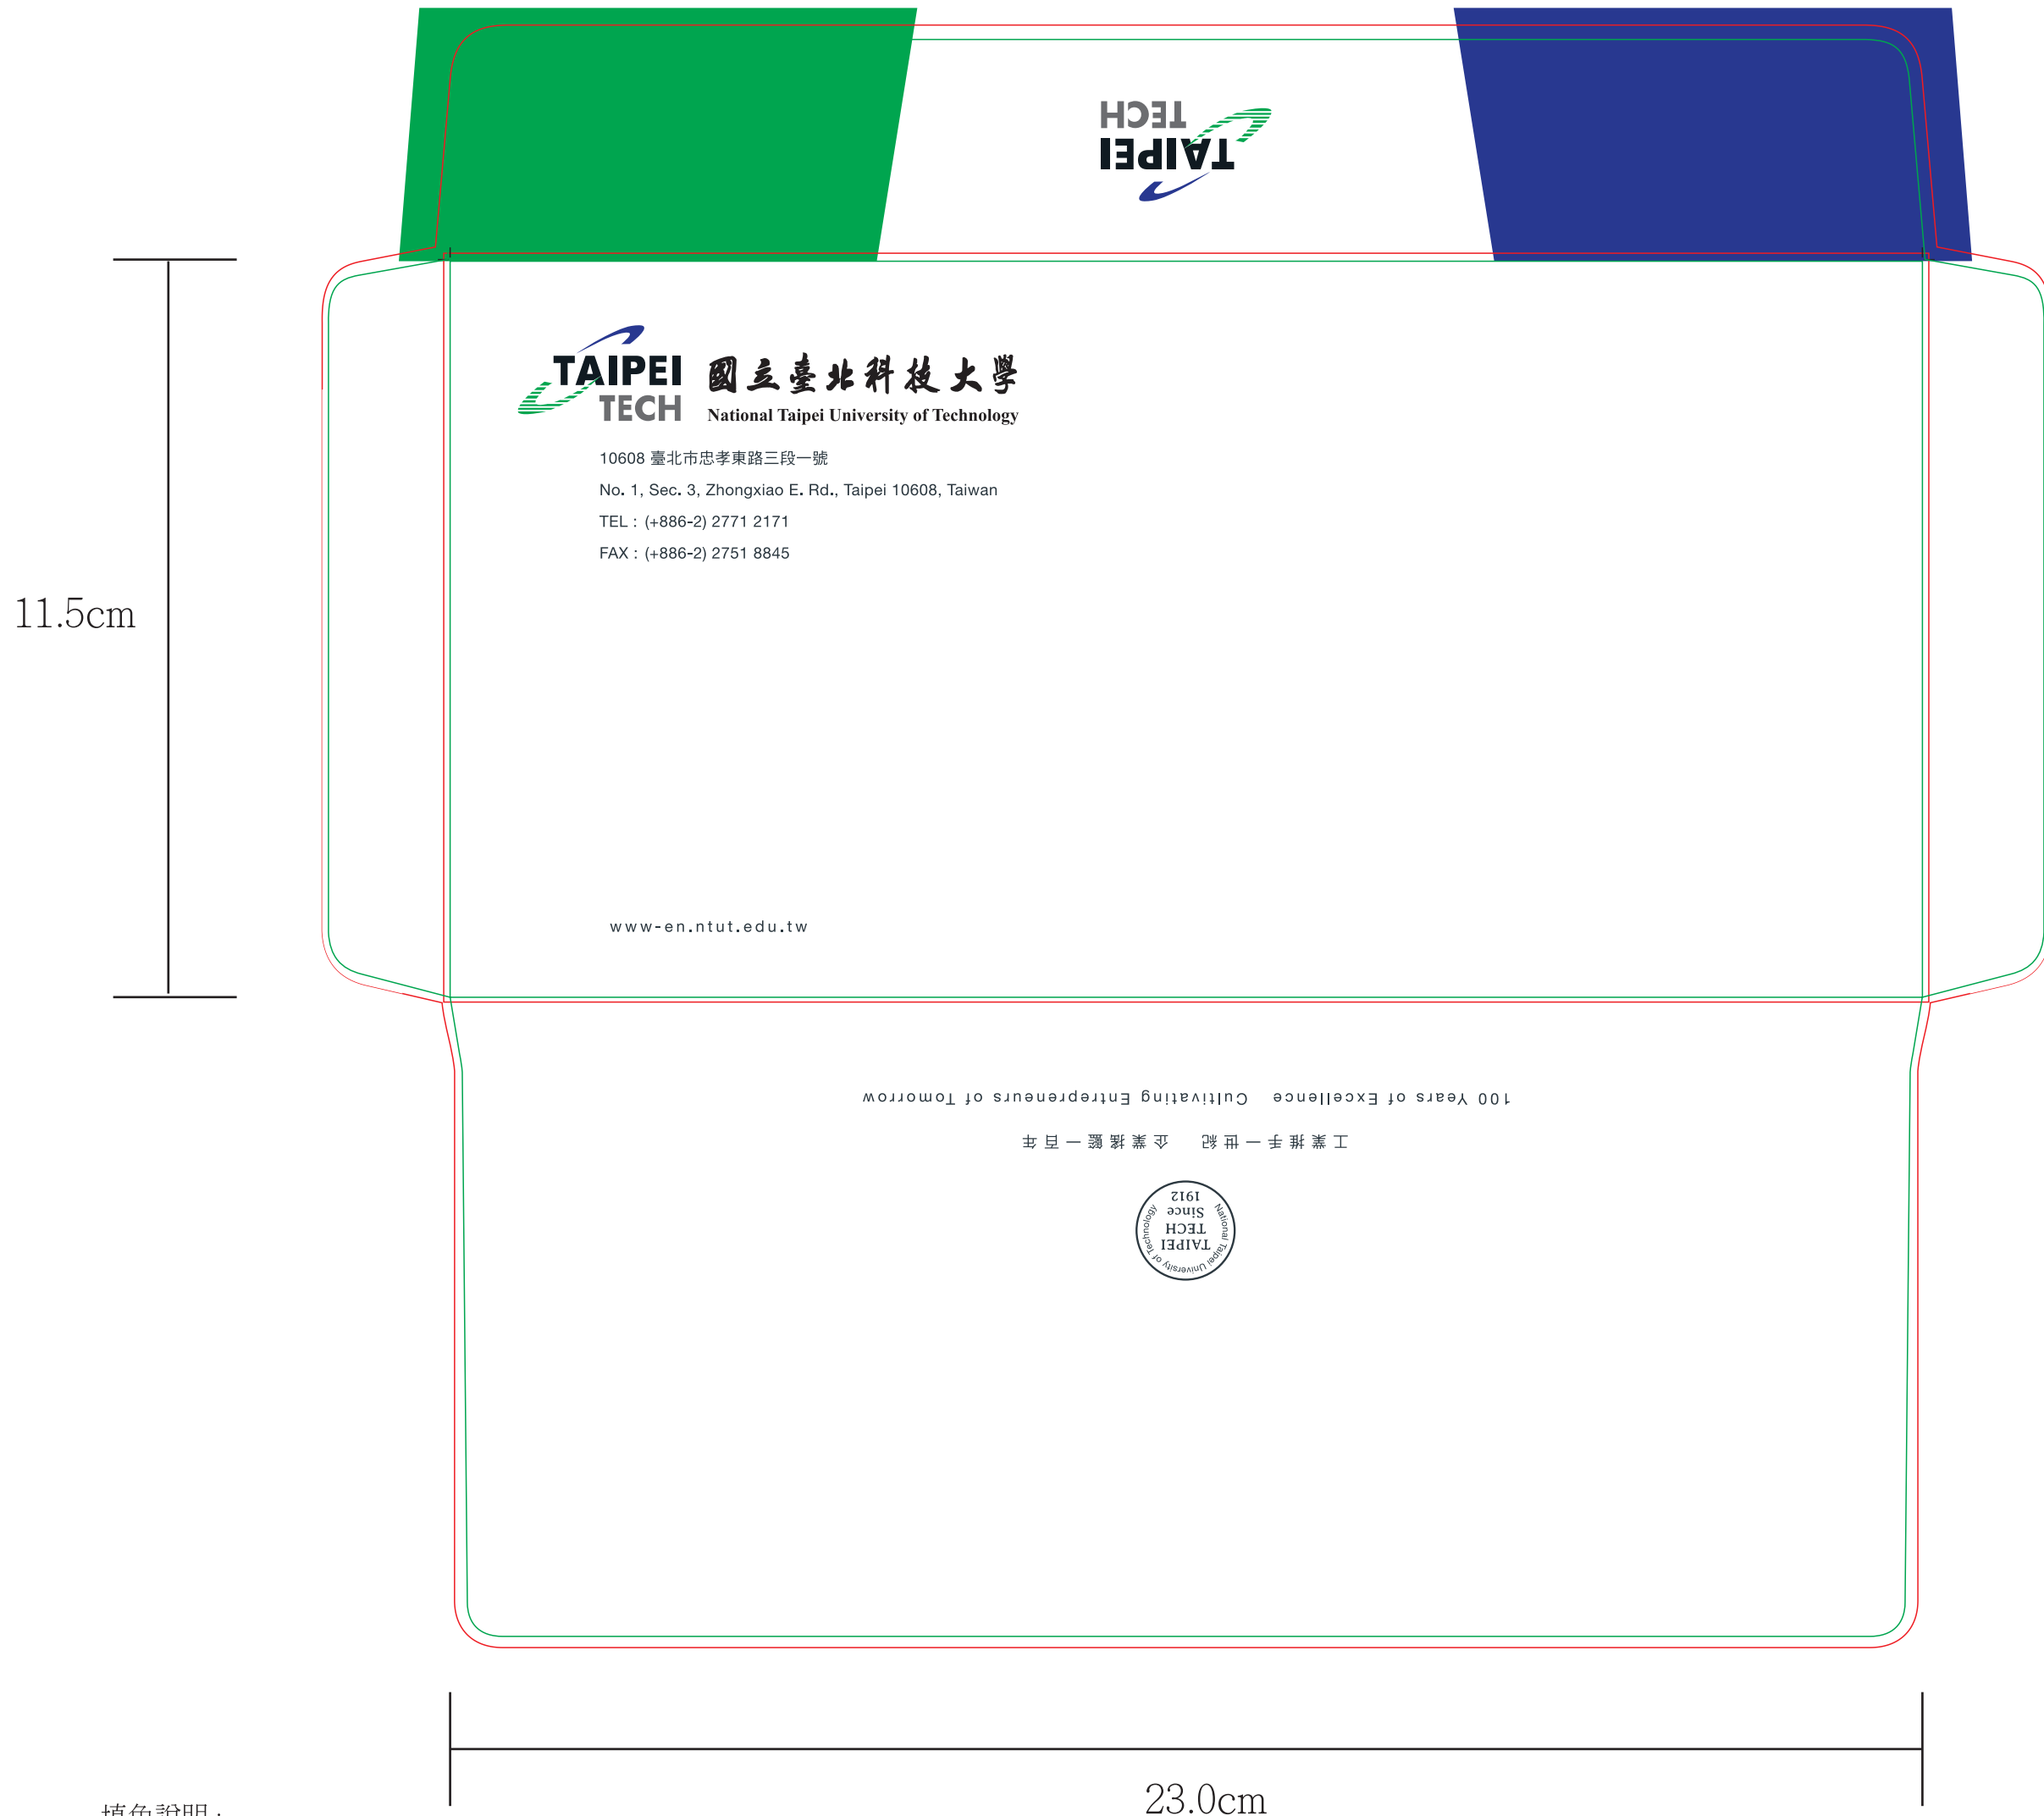 TAIPEI
TECH
TAIPEI
TECH
國立臺北科技大學
National Taipei University of Technology
10608 臺北市忠孝東路三段一號
No. 1, Sec. 3, Zhongxiao E. Rd., Taipei 10608, Taiwan
TEL : (+886-2) 2771 2171
FAX : (+886-2) 2751 8845
11.5cm
www-en.ntut.edu.tw
100 Years of Excellence Cultivating Entrepreneurs of Tomorrow
工業推手一世紀 企業搖籃一百年
National Taipei University of Technology
TAIPEI
TECH
Since
1912
23.0cm
填色說明：